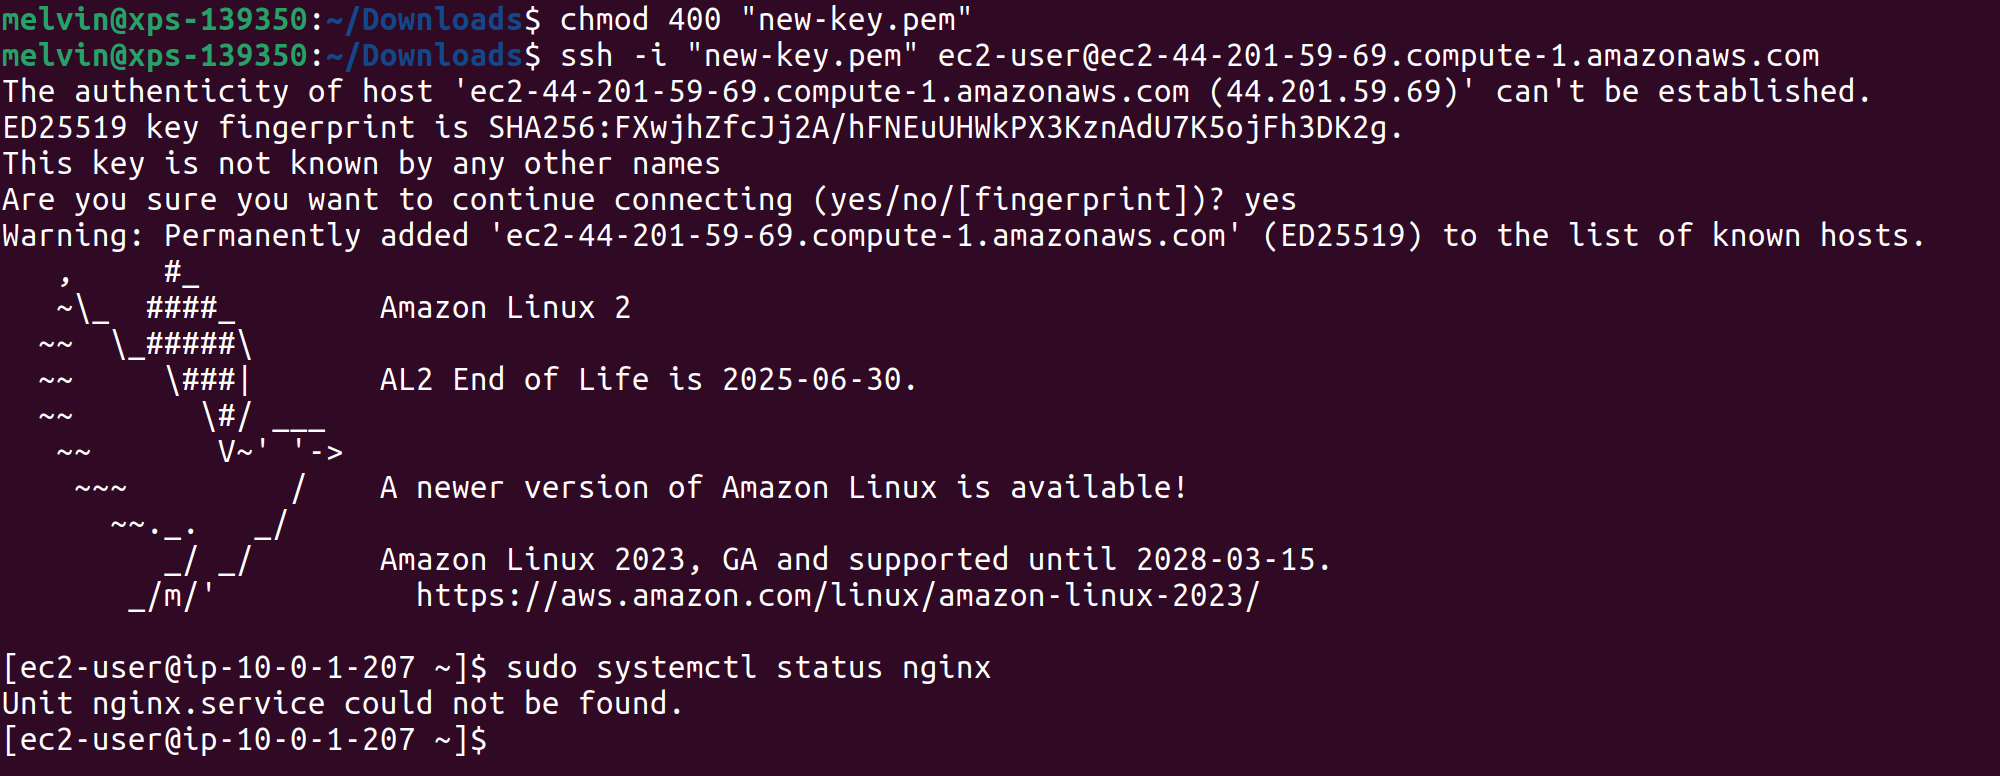 melvin@xps-139350:~/Downloads$ chmod 400 "new-key.pem"
melvin@xps-139350:~/Downloads$ ssh -i "new-key.pem" ec2-user@ec2-44-201-59-69.compute-1.amazonaws.com
The authenticity of host 'ec2-44-201-59-69.compute-1.amazonaws.com (44.201.59.69)' can't be established.
ED25519 key fingerprint is SHA256:FXwjhZfcJj2A/hFNEuUHWkPX3KznAdU7K5ojFh3DK2g.
This key is not known by any other names
Are you sure you want to continue connecting (yes/no/[fingerprint])? yes
Warning: Permanently added 'ec2-44-201-59-69.compute-1.amazonaws.com' (ED25519) to the list of known hosts.
   ,     #_
   ~\_  ####_        Amazon Linux 2
  ~~  \_#####\
  ~~     \###|       AL2 End of Life is 2025-06-30.
  ~~       \#/ ___
   ~~       V~' '->
    ~~~         /    A newer version of Amazon Linux is available!
      ~~._.   _/
         _/ _/       Amazon Linux 2023, GA and supported until 2028-03-15.
       _/m/'           https://aws.amazon.com/linux/amazon-linux-2023/

[ec2-user@ip-10-0-1-207 ~]$ sudo systemctl status nginx
Unit nginx.service could not be found.
[ec2-user@ip-10-0-1-207 ~]$